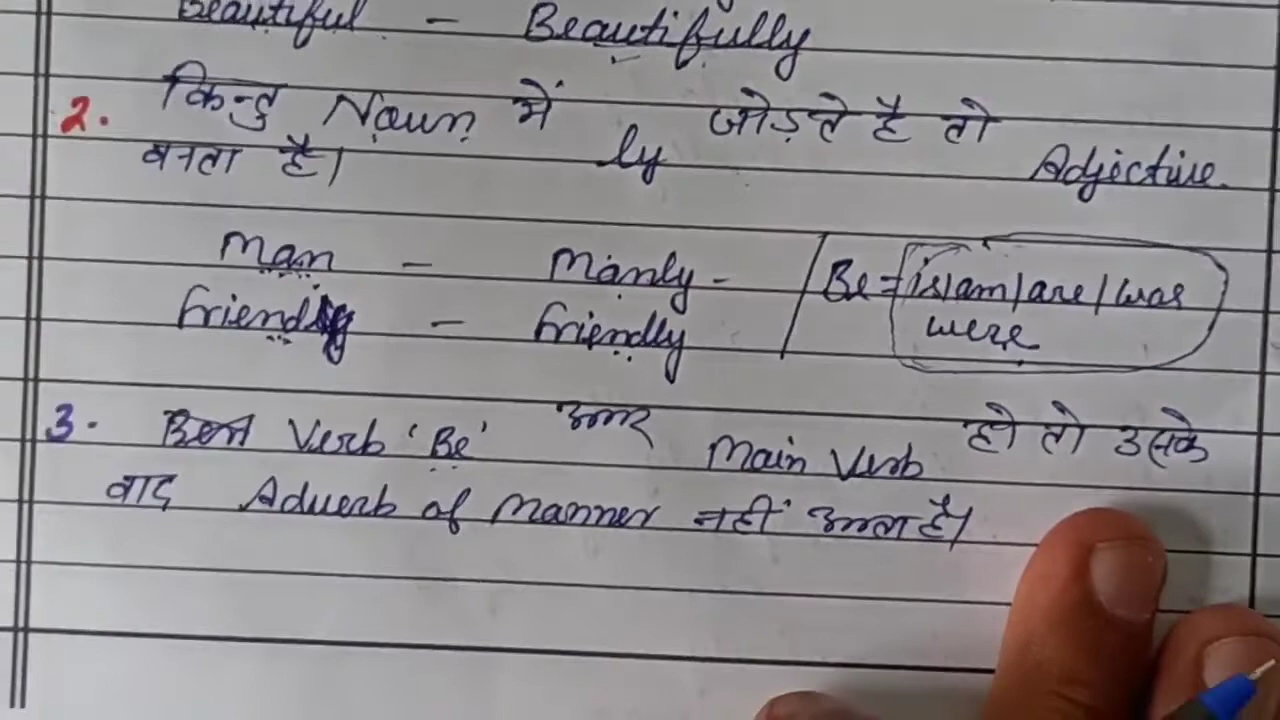 Beautiful - Beautifully
2. किन्तु Noun में ly जोड़ते है तो Adjective
बनता है।
Man - Manly - Be = is/am/are/was
friend - friendly were
3. Verb 'Be' अगर Main Verb हो तो उसके
बाद Adverb of Manner नहीं आता है।